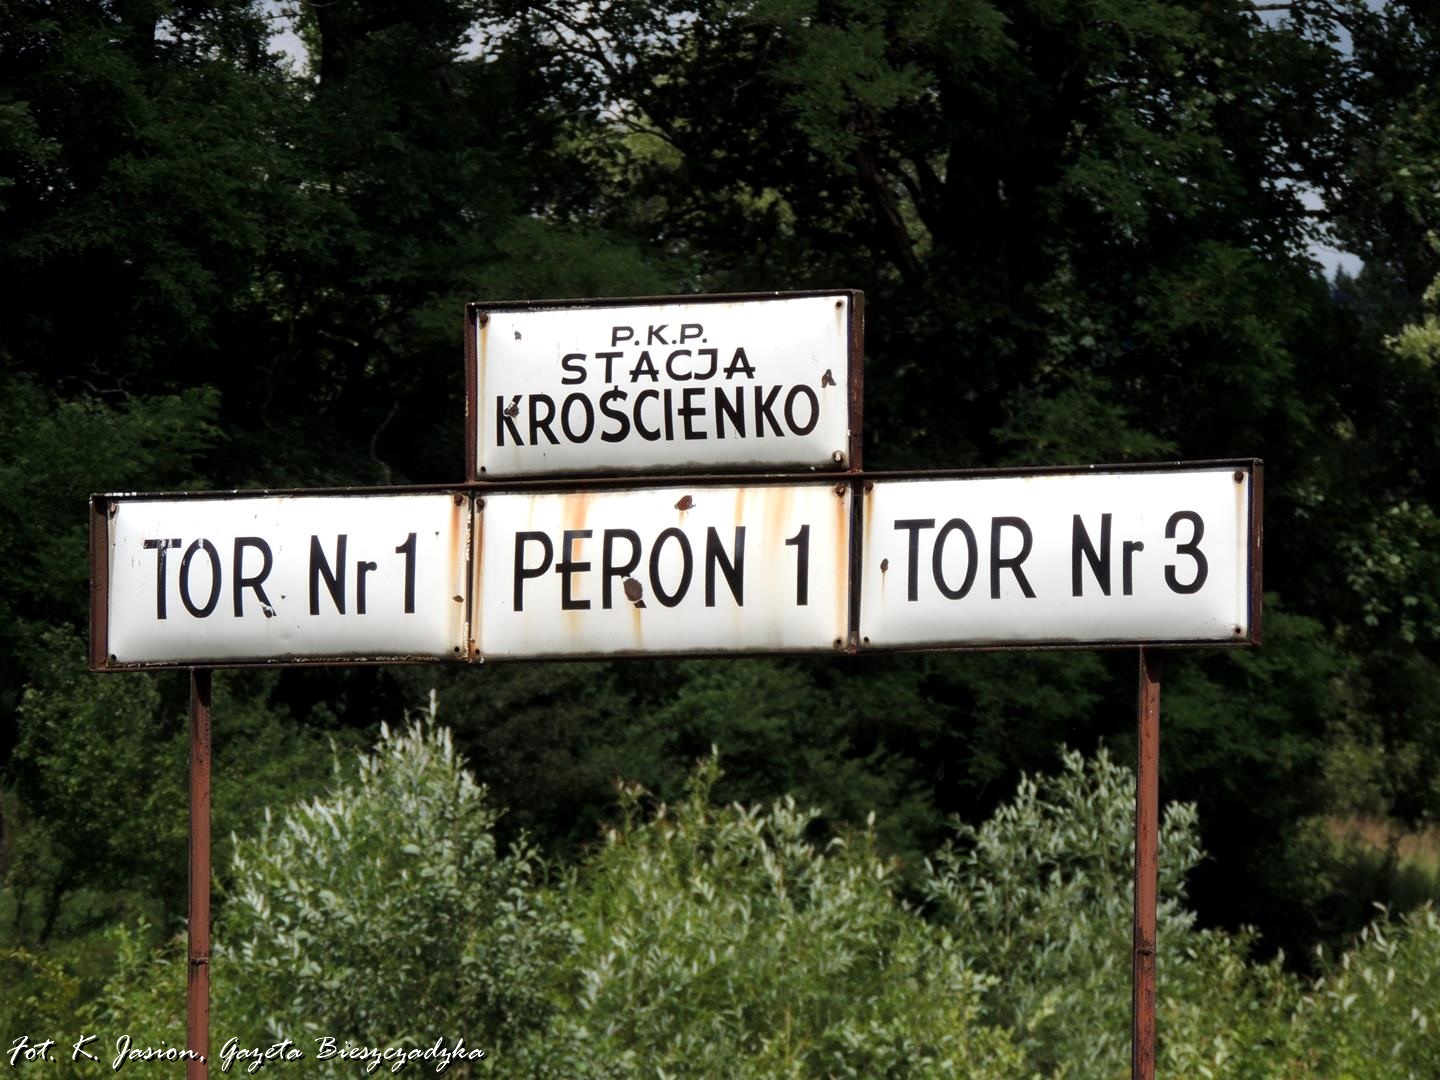 P.K.P.
STACJA
KROŚCIENKO
TOR Nr 1
PERON 1
TOR Nr 3
Fot. K. Jasion, Gazeta Bieszczadzka